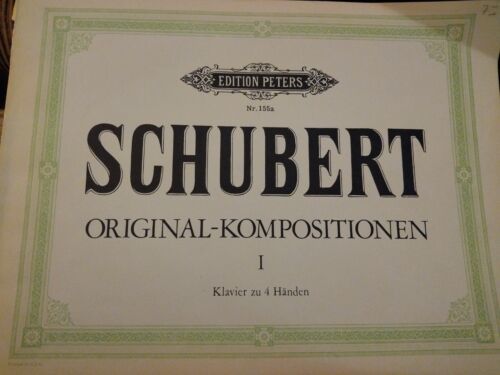 EDITION PETERS
Nr. 155a
SCHUBERT
ORIGINAL-KOMPOSITIONEN
I
Klavier zu 4 Händen